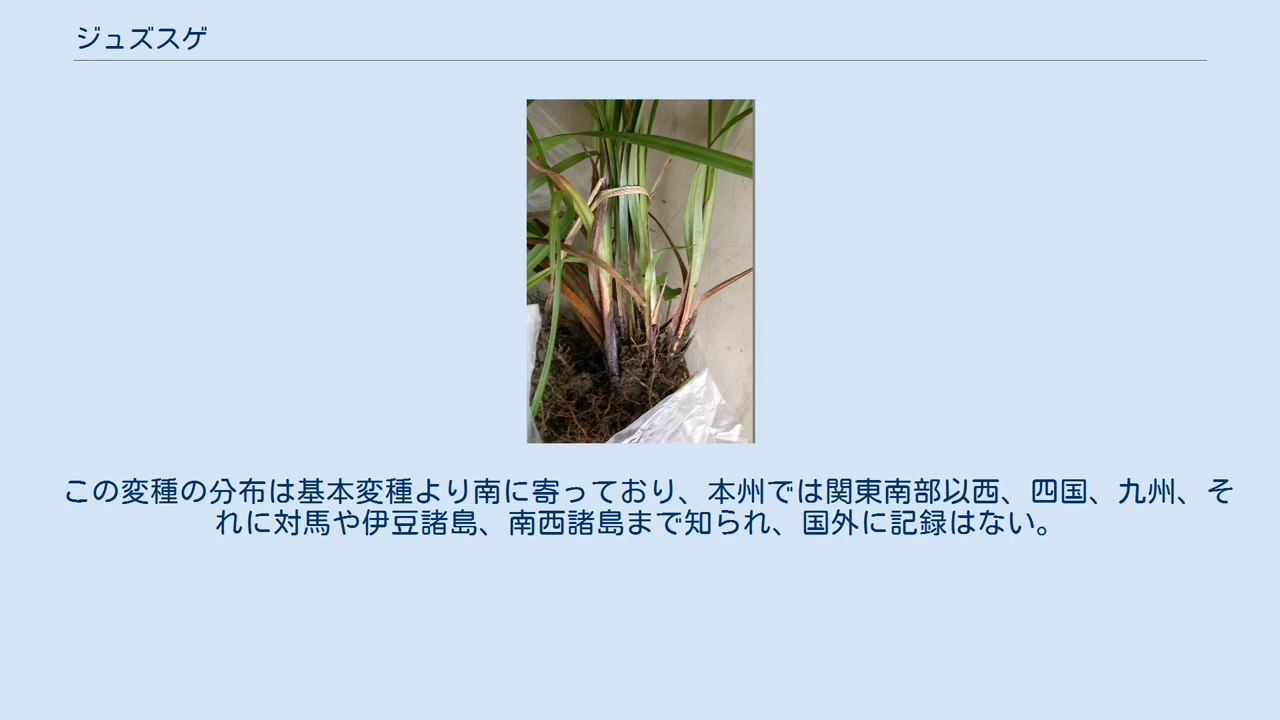 ジュズスゲ
この変種の分布は基本変種より南に寄っており、本州では関東南部以西、四国、九州、そ
れに対馬や伊豆諸島、南西諸島まで知られ、国外に記録はない。